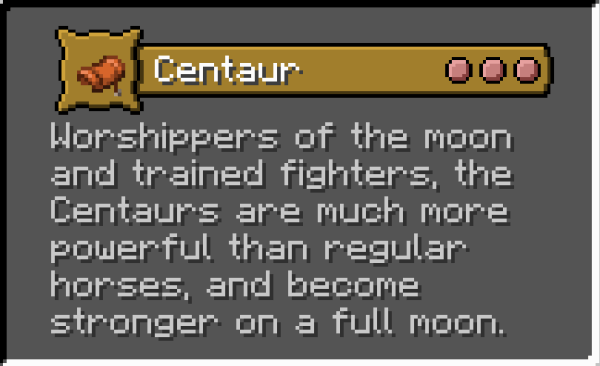 Centaur
Worshippers of the moon
and trained fighters, the
Centaurs are much more
powerful than regular
horses, and become
stronger on a full moon.